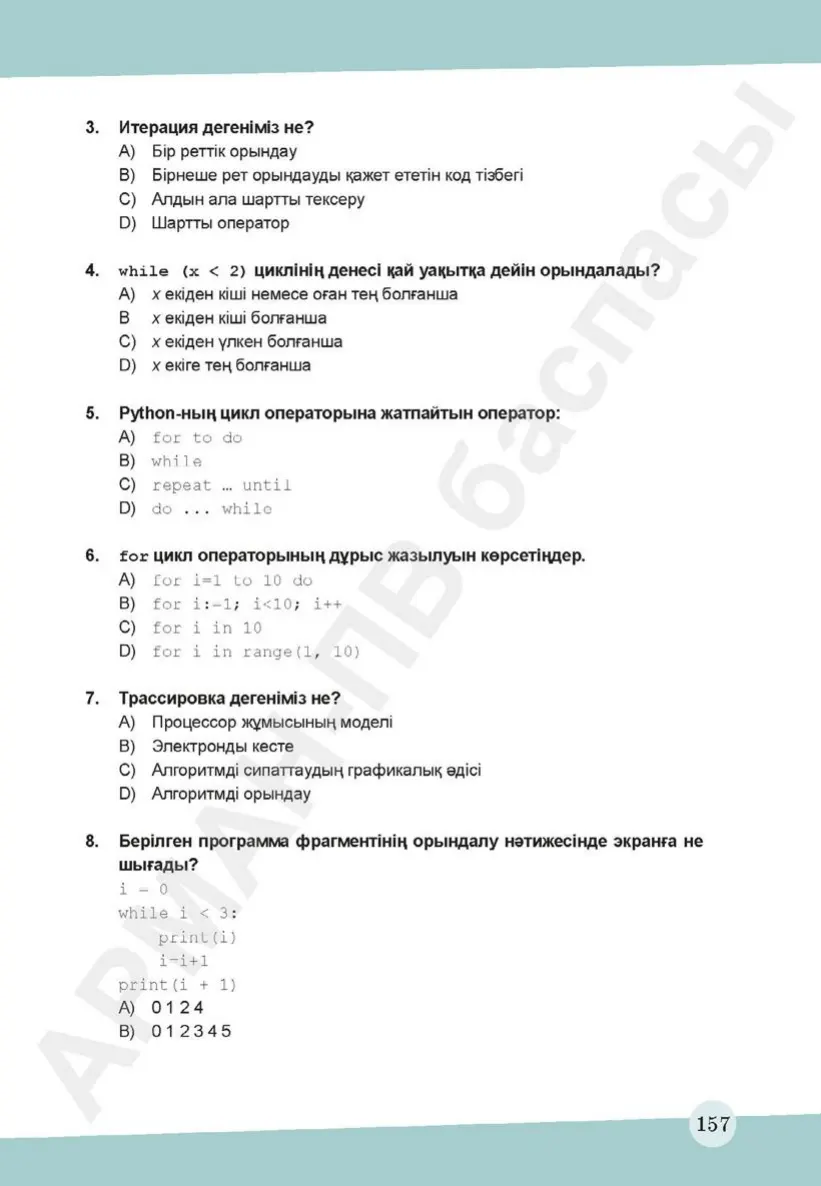 3. Итерация дегеніміз не?
A) Бір реттік орындау
B) Бірнеше рет орындауды қажет ететін код тізбегі
C) Алдын ала шартты тексеру
D) Шартты оператор
4. while (x < 2) циклінің денесі қай уақытқа дейін орындалады?
A) x екіден кіші немесе оған тең болғанша
B x екіден кіші болғанша
C) x екіден үлкен болғанша
D) x екіге тең болғанша
5. Python-ның цикл операторына жатпайтын оператор:
A) for to do
B) while
C) repeat … until
D) do ... while
6. for цикл операторының дұрыс жазылуын көрсетіңдер.
A) for i=1 to 10 do
B) for i:=1; i<10; i++
C) for i in 10
D) for i in range(1, 10)
7. Трассировка дегеніміз не?
A) Процессор жұмысының моделі
B) Электронды кесте
C) Алгоритмді сипаттаудың графикалық әдісі
D) Алгоритмді орындау
8. Берілген программа фрагментінің орындалу нәтижесінде экранға не
шығады?
i = 0
while i < 3:
print(i)
i=i+1
print(i + 1)
A) 0 1 2 4
B) 0 1 2 3 4 5
157
АРМАН-ПВ баспасы